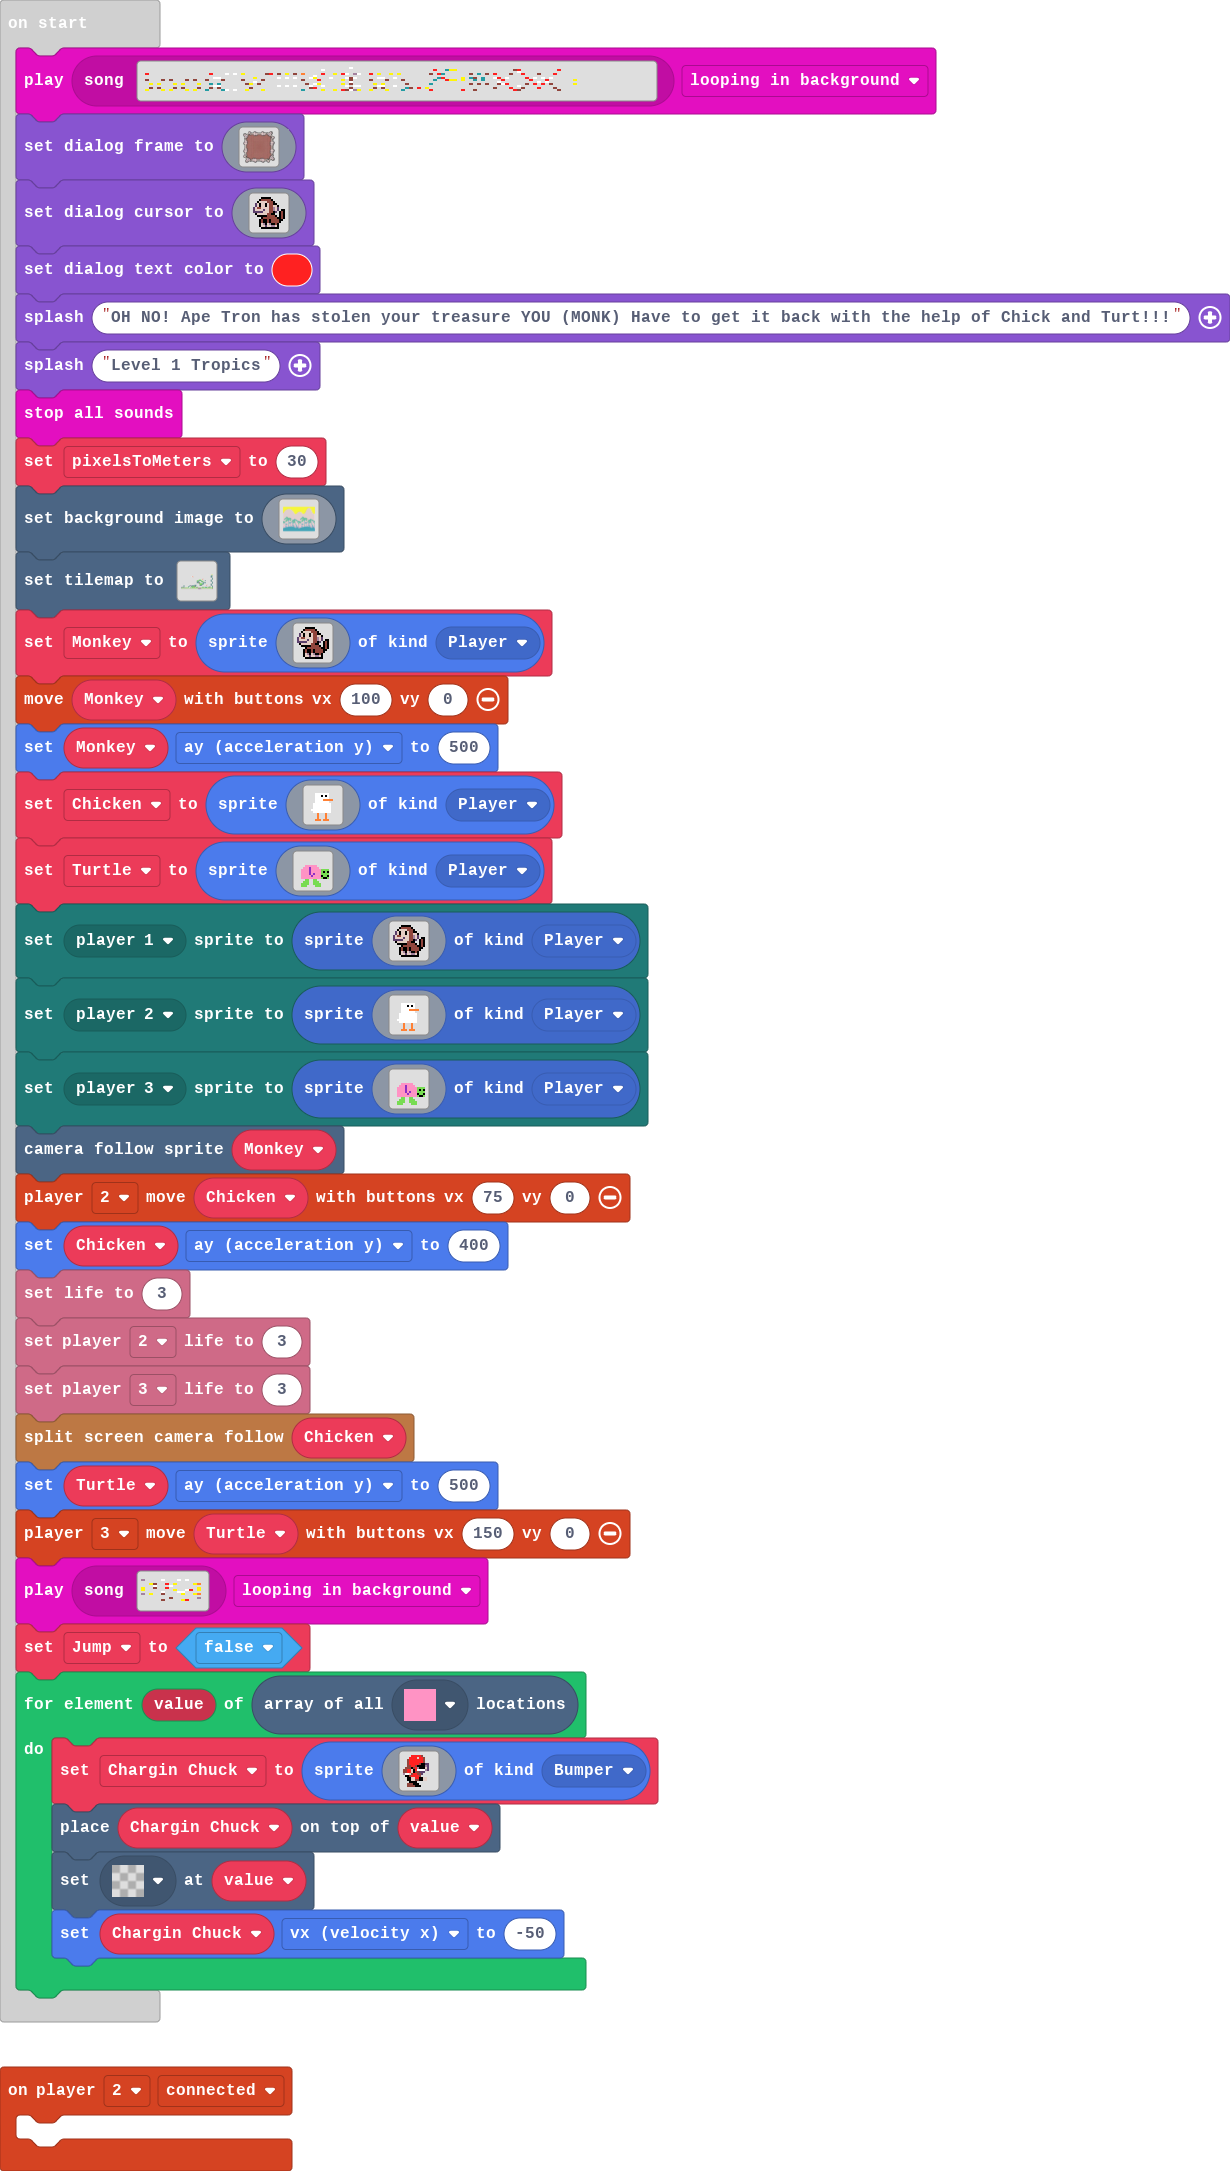 on start
play song looping in background
set dialog frame to
set dialog cursor to
set dialog text color to
splash "OH NO! Ape Tron has stolen your treasure YOU (MONK) Have to get it back with the help of Chick and Turt!!!"
splash "Level 1 Tropics"
stop all sounds
set pixelsToMeters to 30
set background image to
set tilemap to
set Monkey to sprite of kind Player
move Monkey with buttons vx 100 vy 0
set Monkey ay (acceleration y) to 500
set Chicken to sprite of kind Player
set Turtle to sprite of kind Player
set player 1 sprite to sprite of kind Player
set player 2 sprite to sprite of kind Player
set player 3 sprite to sprite of kind Player
camera follow sprite Monkey
player 2 move Chicken with buttons vx 75 vy 0
set Chicken ay (acceleration y) to 400
set life to 3
set player 2 life to 3
set player 3 life to 3
split screen camera follow Chicken
set Turtle ay (acceleration y) to 500
player 3 move Turtle with buttons vx 150 vy 0
play song looping in background
set Jump to false
for element value of array of all locations
do
set Chargin Chuck to sprite of kind Bumper
place Chargin Chuck on top of value
set at value
set Chargin Chuck vx (velocity x) to -50
on player 2 connected